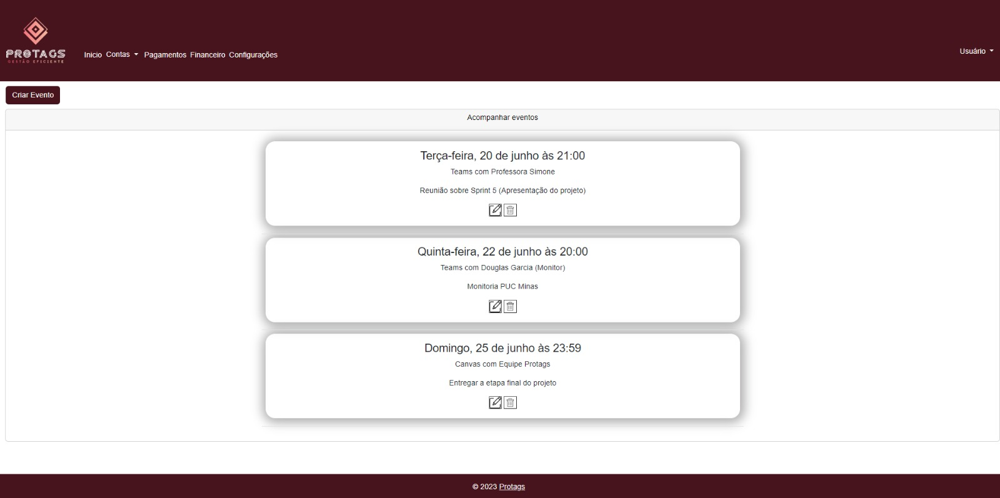 PROTAGS
GESTÃO EFICIENTE
Inicio Contas Pagamentos Financeiro Configurações
Usuário
Criar Evento
Acompanhar eventos
Terça-feira, 20 de junho às 21:00
Teams com Professora Simone
Reunião sobre Sprint 5 (Apresentação do projeto)
Quinta-feira, 22 de junho às 20:00
Teams com Douglas Garcia (Monitor)
Monitoria PUC Minas
Domingo, 25 de junho às 23:59
Canvas com Equipe Protags
Entregar a etapa final do projeto
© 2023 Protags